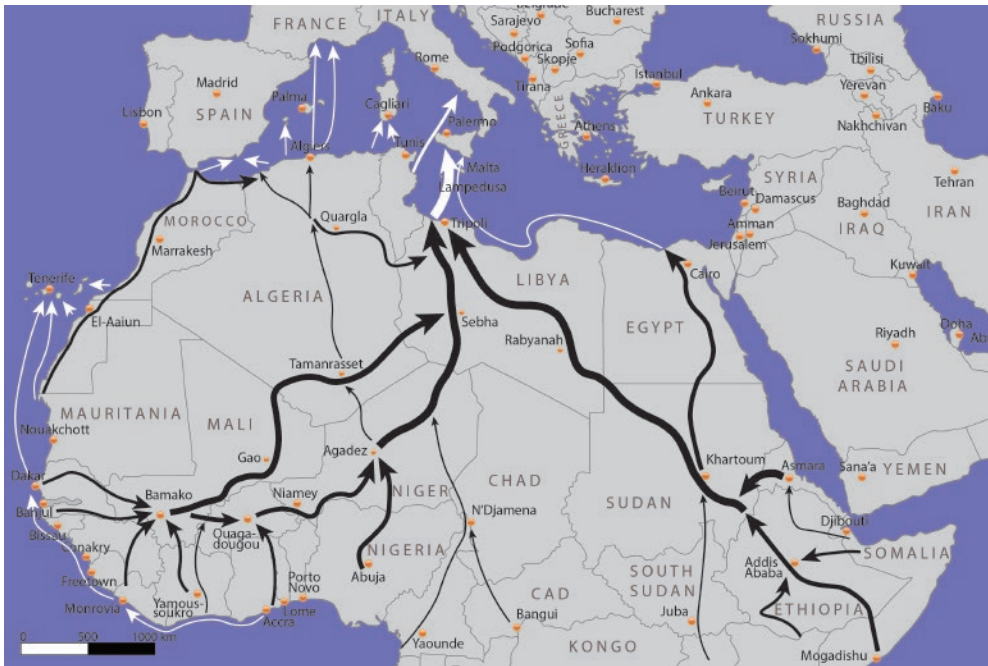 FRANCE
ITALY
Belgrade
Sarajevo
Bucharest
RUSSIA
Sokhumi
Podgorica
Sofia
Skopje
Tbilisi
Madrid
Rome
Tirana
Istanbul
Yerevan
Lisbon
SPAIN
Palma
Cagliari
GREECE
Ankara
TURKEY
Baku
Nakhchivan
Palermo
Athens
Algiers
Tunis
Malta
Lampedusa
Heraklion
SYRIA
Tehran
Beirut
Damascus
Baghdad
IRAN
MOROCCO
Quargla
Tripoli
Amman
IRAQ
Marrakesh
Jerusalem
Tenerife
Cairo
Kuwait
ALGERIA
LIBYA
El-Aaiun
Sebha
EGYPT
Doha
Ab
Rabyanah
Riyadh
Tamanrasset
SAUDI
ARABIA
MAURITANIA
MALI
Nouakchott
Gao
Agadez
Khartoum
Asmara
Sana'a
YEMEN
Dakar
Bamako
Niamey
NIGER
CHAD
SUDAN
Banjul
N'Djamena
Bissau
Ouaga-
dougou
Djibouti
Conakry
NIGERIA
Addis
Ababa
SOMALIA
Freetown
Abuja
SOUTH
SUDAN
Porto
Novo
Monrovia
Yamous-
soukro
Lome
CAD
ETHIOPIA
Accra
Bangui
Juba
0 500 1000 km
Yaounde
KONGO
Mogadishu